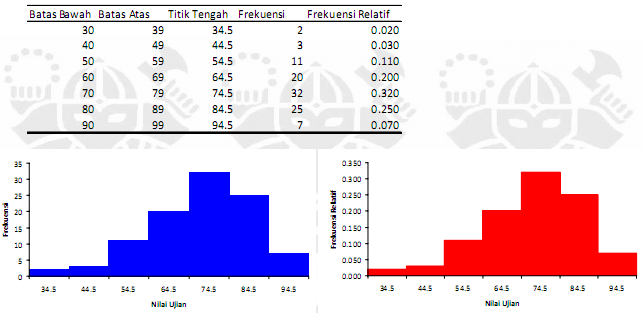 Batas Bawah Batas Atas Titik Tengah Frekuensi Frekuensi Relatif
30 39 34.5 2 0.020
40 49 44.5 3 0.030
50 59 54.5 11 0.110
60 69 64.5 20 0.200
70 79 74.5 32 0.320
80 89 84.5 25 0.250
90 99 94.5 7 0.070
35
30
25
20
15
10
5
0
Frekuensi
34.5 44.5 54.5 64.5 74.5 84.5 94.5
Nilai Ujian
0.350
0.300
0.250
0.200
0.150
0.100
0.050
0.000
Frekuensi Relatif
34.5 44.5 54.5 64.5 74.5 84.5 94.5
Nilai Ujian